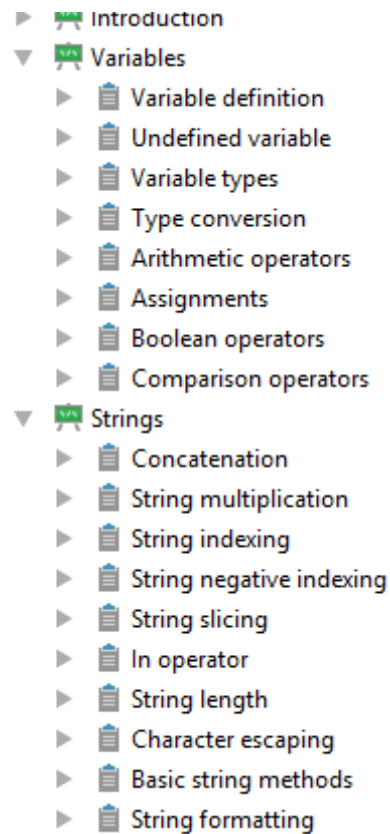 Introduction
Variables
Variable definition
Undefined variable
Variable types
Type conversion
Arithmetic operators
Assignments
Boolean operators
Comparison operators
Strings
Concatenation
String multiplication
String indexing
String negative indexing
String slicing
In operator
String length
Character escaping
Basic string methods
String formatting